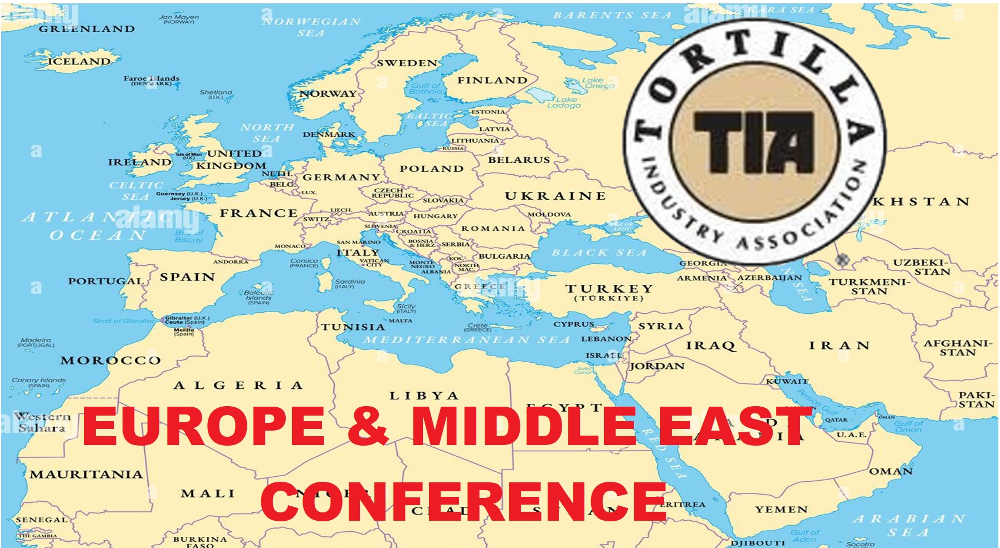 GREENLAND
Jan Mayen
(NORWAY)
NORWEGIAN
SEA
BARENTS SEA
KARA SEA
alamy
a
ICELAND
Faroe Islands
(DENMARK)
Shetland
(U.K.)
SWEDEN
FINLAND
NORWAY
Gulf of
Bothnia
Lake
Onega
Lake
Ladoga
ESTONIA
BALTIC
SEA
LATVIA
NORTH
SEA
DENMARK
LITHUANIA
RUSSIA
TORTILLA
TIA
INDUSTRY ASSOCIATION
®
IRELAND
Isle of Man
(U.K.)
UNITED
KINGDOM
NETH.
BELG.
GERMANY
POLAND
BELARUS
CELTIC
SEA
Guernsey (U.K.)
Jersey (U.K.)
LUX.
CZECH
REPUBLIC
SLOVAKIA
UKRAINE
KHSTAN
ATLANTIC
OCEAN
alamy
Bay of
Biscay
FRANCE
LIECH.
SWITZ.
AUSTRIA
HUNGARY
MOLDOVA
SLOVENIA
CROATIA
ROMANIA
SEA OF
AZOV
MONACO
SAN MARINO
ITALY
BOSNIA
& HERZ.
SERBIA
BULGARIA
BLACK SEA
GEORGIA
UZBEKI-
STAN
ANDORRA
Corsica
(FRANCE)
VATICAN
CITY
MONTE
NEGRO
KOS.
NORTH
MAC.
ALBANIA
PORTUGAL
SPAIN
Sardinia
(ITALY)
GREECE
alamy
TURKEY
(TÜRKIYE)
ARMENIA
AZERBAIJAN
TURKMENI-
STAN
Balearic
Islands
(SPAIN)
Sicily
(ITALY)
MALTA
Strait of Gibraltar
Gibraltar (U.K.)
Ceuta (Spain)
Melilla
(Spain)
TUNISIA
Crete
(GREECE)
CYPRUS
SYRIA
LEBANON
MEDITERRANEAN SEA
IRAQ
IRAN
AFGHANI-
STAN
Madeira
(PORTUGAL)
MOROCCO
ISRAEL
JORDAN
Suez
Canal
Canary Islands
(SPAIN)
ALGERIA
LIBYA
EGYPT
KUWAIT
Persian Gulf
PAKI-
STAN
Western
Sahara
EUROPE & MIDDLE EAST
QATAR
OMAN
U.A.E.
Gulf of
Oman
RED SEA
MAURITANIA
MALI
NIGER
CHAD
CONFERENCE
OMAN
ERITREA
YEMEN
ARABIAN
SEA
SENEGAL
THE GAMBIA
BURKINA
FASO
DJIBOUTI
Gulf of
Aden
Socotra